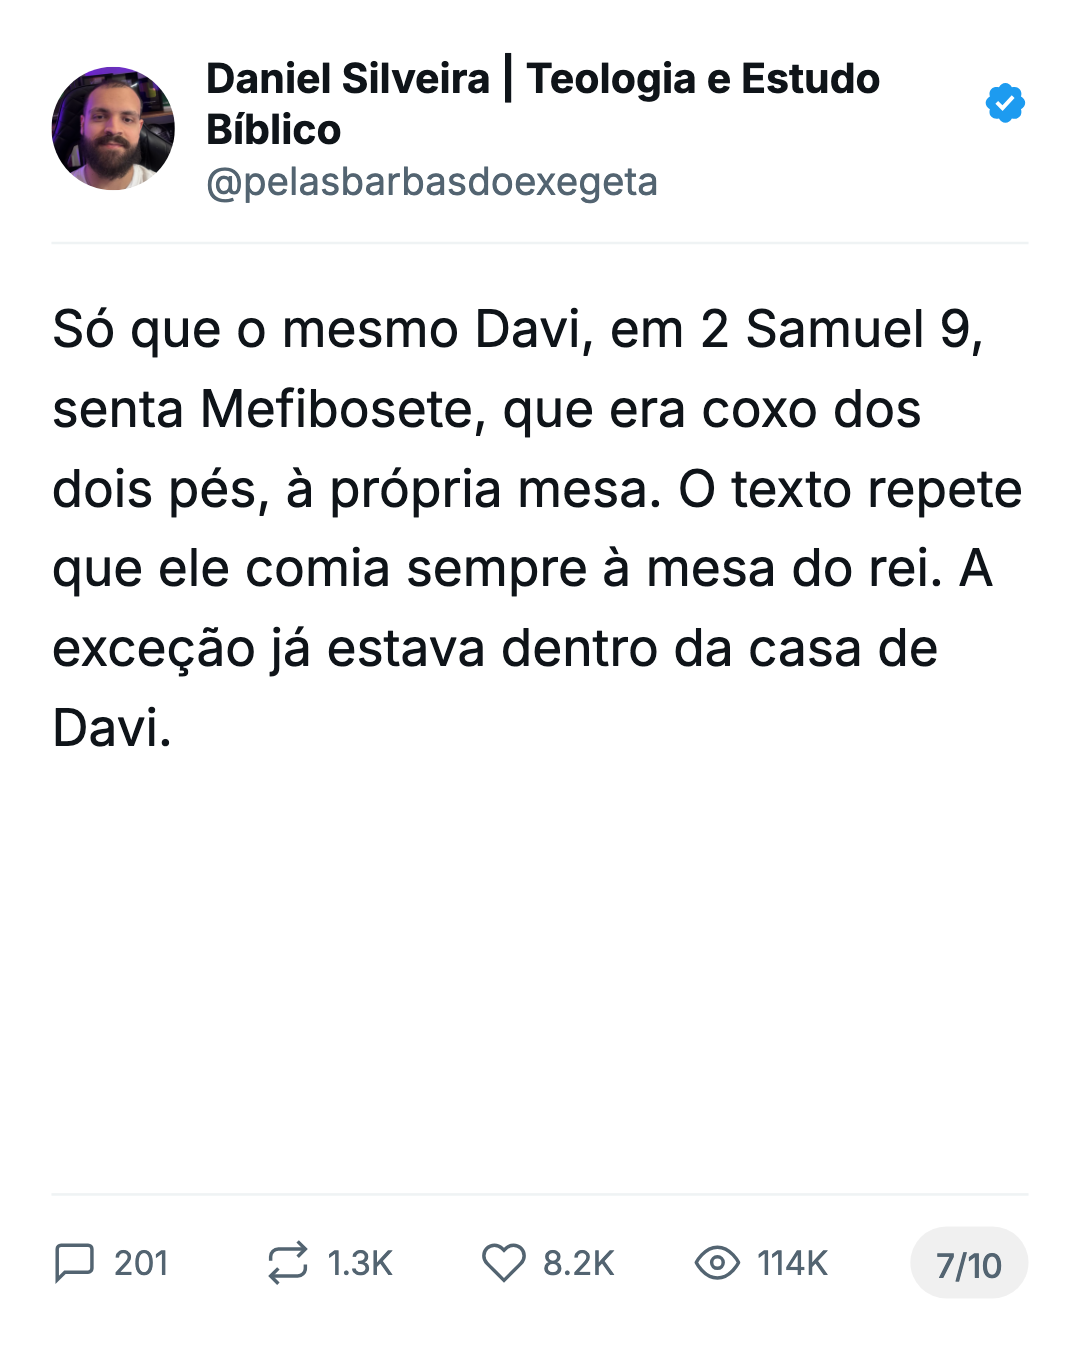 Daniel Silveira | Teologia e Estudo
Bíblico
@pelasbarbasdoexegeta
Só que o mesmo Davi, em 2 Samuel 9,
senta Mefibosete, que era coxo dos
dois pés, à própria mesa. O texto repete
que ele comia sempre à mesa do rei. A
exceção já estava dentro da casa de
Davi.
201 1.3K 8.2K 114K 7/10